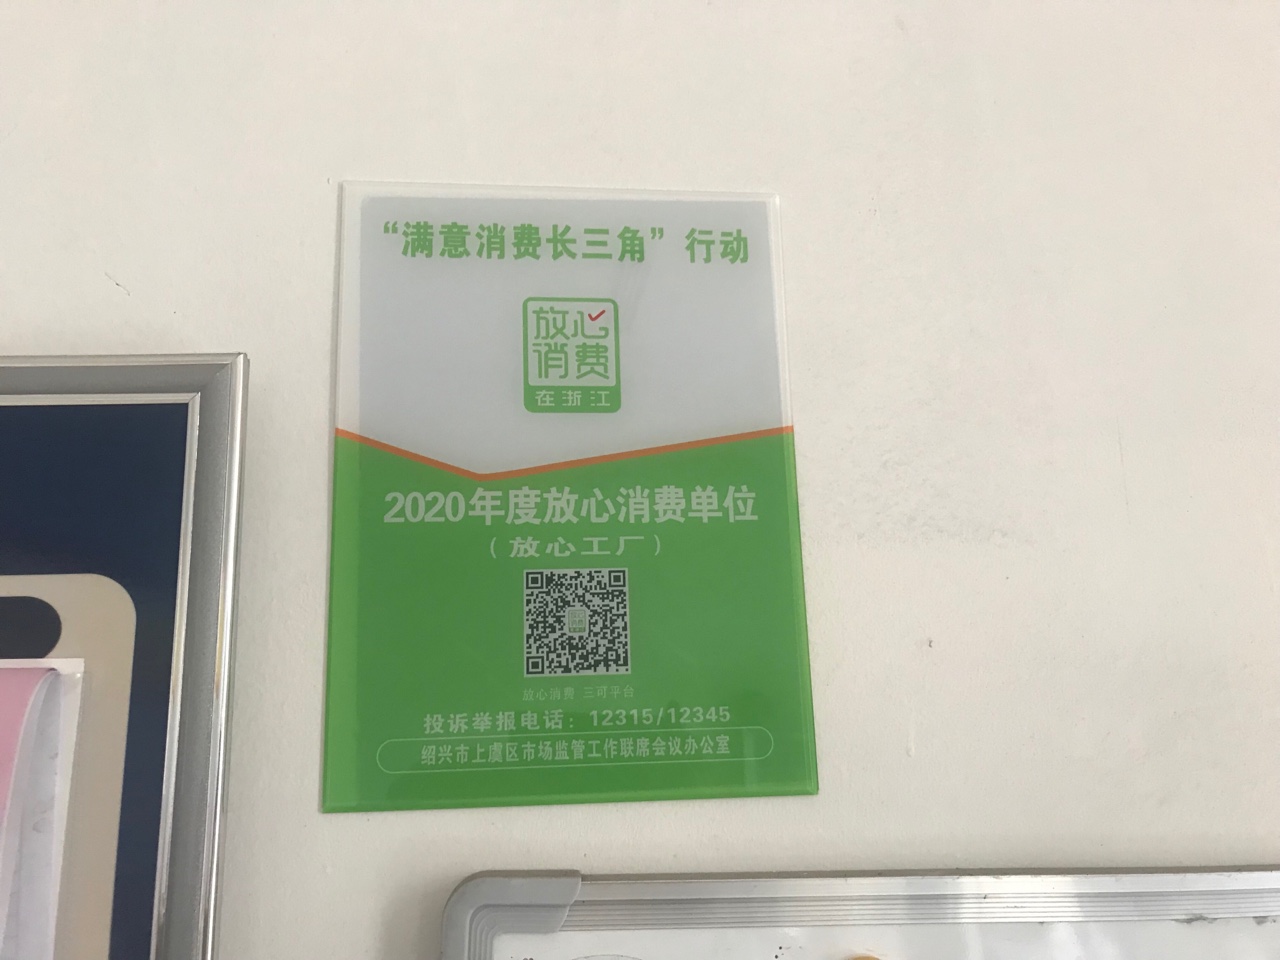 “满意消费长三角”行动
放心
消费
在浙江
2020年度放心消费单位
（放心工厂）
放心消费 三可平台
投诉举报电话：12315/12345
绍兴市上虞区市场监管工作联席会议办公室